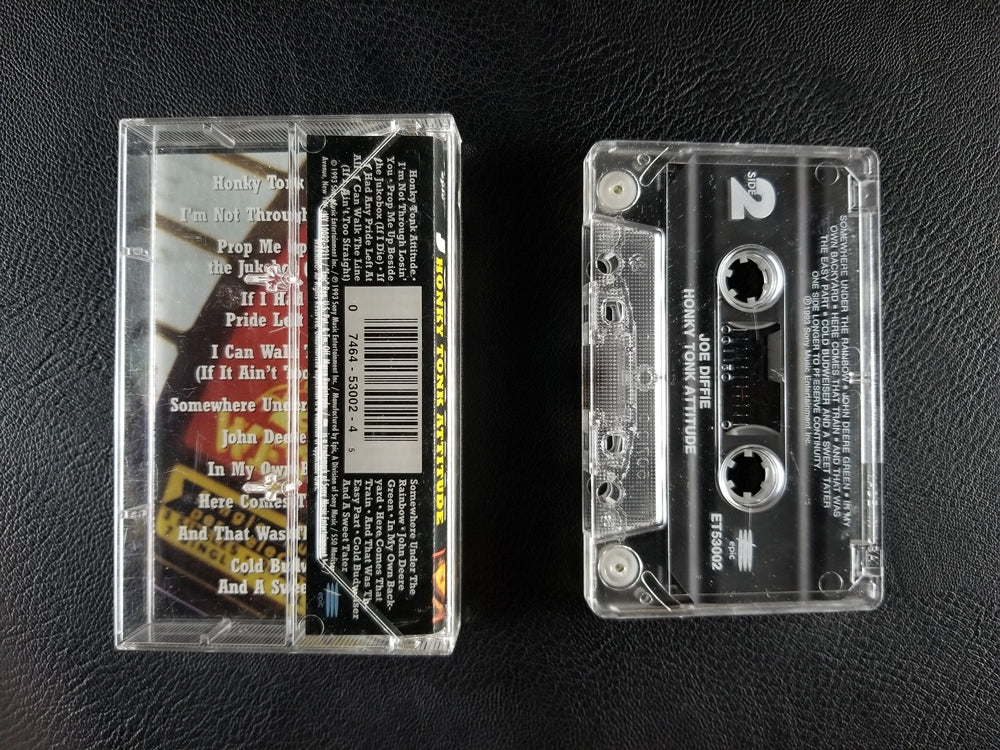 Honky Tonk
I'm Not Through
Prop Me Up
the Jukebox
If I Had
Pride Left
I Can Walk
(If It Ain't Too
Somewhere Under
John Deere
In My Own B
Here Comes T
And That Was Th
Cold Budw
And A Swee
Honky Tonk Attitude •
I'm Not Through Losin'
You • Prop Me Up Beside
the Jukebox (If I Die) • If
I Had Any Pride Left At
All • I Can Walk The Line
(If It Ain't Too Straight)
0 7464-53002-4 5
Somewhere Under The
Rainbow • John Deere
Green • In My Own Back-
yard • Here Comes That
Train • And That Was The
Easy Part • Cold Budweiser
And A Sweet Tater
epic
HONKY TONK ATTITUDE
SIDE
2
SOMEWHERE UNDER THE RAINBOW • JOHN DEERE GREEN • IN MY
OWN BACKYARD • HERE COMES THAT TRAIN • AND THAT WAS
THE EASY PART • COLD BUDWEISER AND A SWEET TATER
ONE SIDE LONGER TO PRESERVE CONTINUITY.
Ⓟ1993 Sony Music Entertainment Inc.
JOE DIFFIE
HONKY TONK ATTITUDE
epic
ET53002